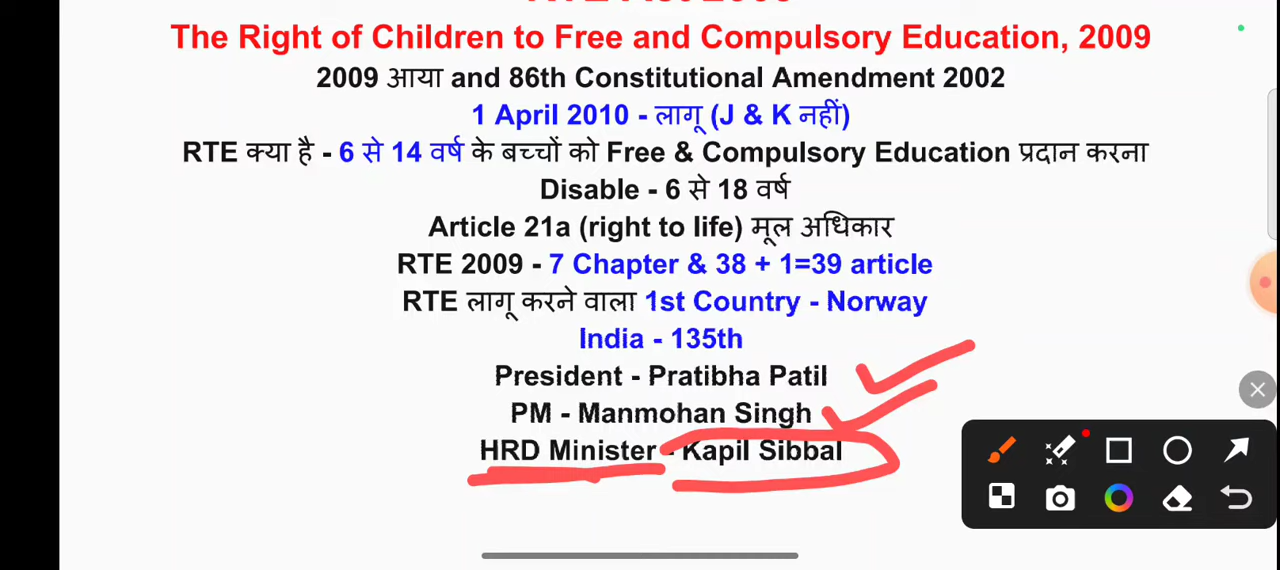 The Right of Children to Free and Compulsory Education, 2009
2009 आया and 86th Constitutional Amendment 2002
1 April 2010 - लागू (J & K नहीं)
RTE क्या है - 6 से 14 वर्ष के बच्चों को Free & Compulsory Education प्रदान करना
Disable - 6 से 18 वर्ष
Article 21a (right to life) मूल अधिकार
RTE 2009 - 7 Chapter & 38 + 1=39 article
RTE लागू करने वाला 1st Country - Norway
India - 135th
President - Pratibha Patil
PM - Manmohan Singh
HRD Minister - Kapil Sibbal